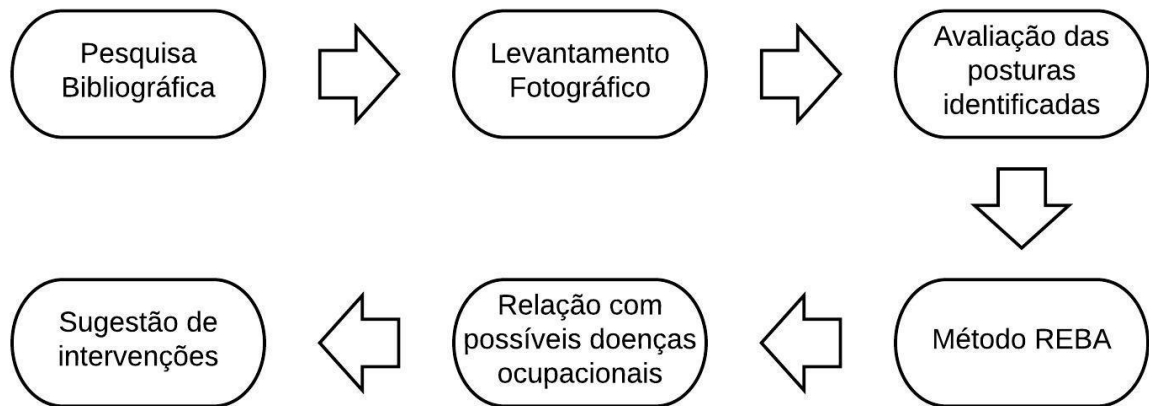 Pesquisa
Bibliográfica
Levantamento
Fotográfico
Avaliação das
posturas
identificadas
Método REBA
Relação com
possíveis doenças
ocupacionais
Sugestão de
intervenções